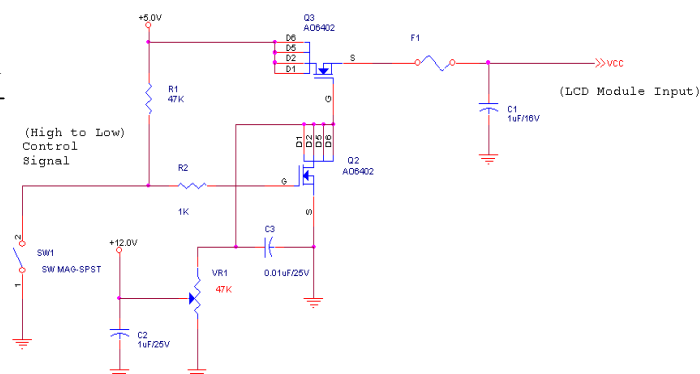 +5.0V
Q3
AO6402
D6
D5
D2
D1
S
G
F1
VCC
(LCD Module Input)
C1
1uF/16V
R1
47K
(High to Low)
Control
Signal
D1
D2
D5
D6
R2
1K
G
Q2
AO6402
S
2
SW1
SW MAG-SPST
1
+12.0V
C3
0.01uF/25V
VR1
47K
C2
1uF/25V